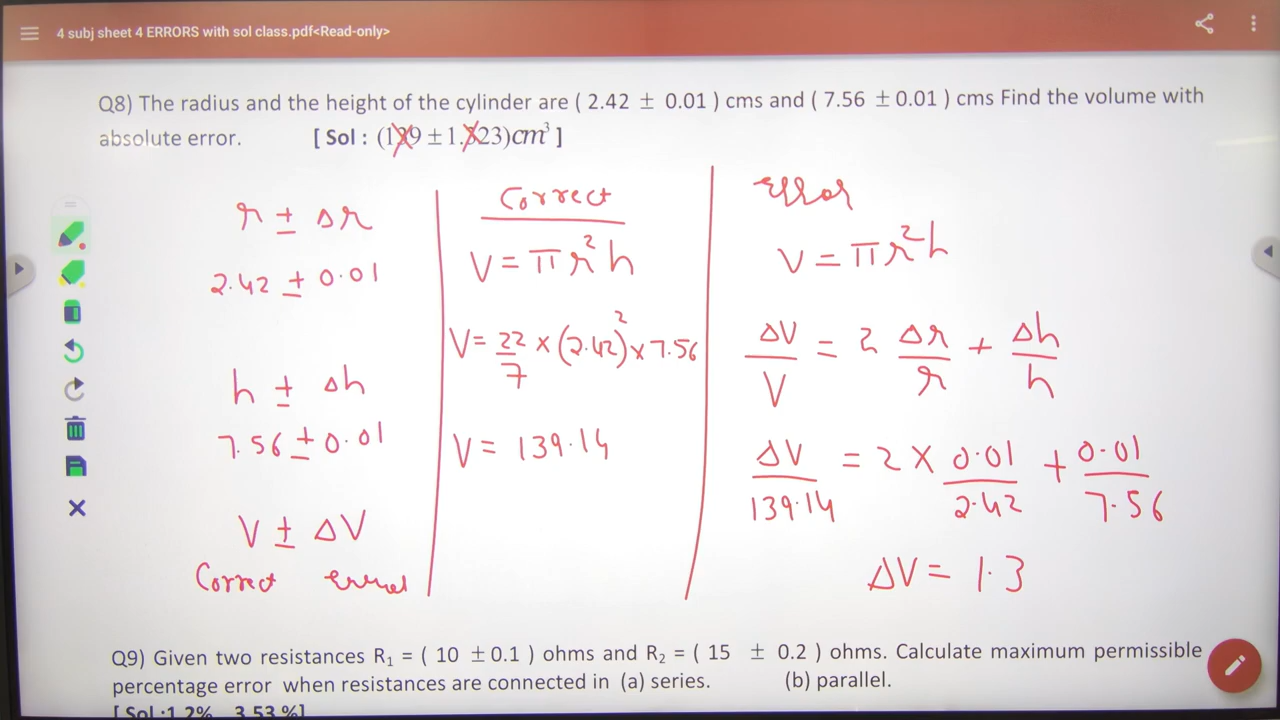 4 subj sheet 4 ERRORS with sol class.pdf<Read-only>
Q8) The radius and the height of the cylinder are ( 2.42 ± 0.01 ) cms and ( 7.56 ± 0.01 ) cms Find the volume with
absolute error. [ Sol : (139 ± 1.323)cm³ ]
r ± Δr
2.42 ± 0.01
h ± Δh
7.56 ± 0.01
V ± ΔV
Correct error
Correct
V = πr²h
V = 22/7 × (2.42)² × 7.56
V = 139.14
error
V = πr²h
ΔV/V = 2 Δr/r + Δh/h
ΔV/139.14 = 2 × 0.01/2.42 + 0.01/7.56
ΔV = 1.3
Q9) Given two resistances R₁ = ( 10 ± 0.1 ) ohms and R₂ = ( 15 ± 0.2 ) ohms. Calculate maximum permissible
percentage error when resistances are connected in (a) series. (b) parallel.
[ Sol :1.2% , 3.53 %]